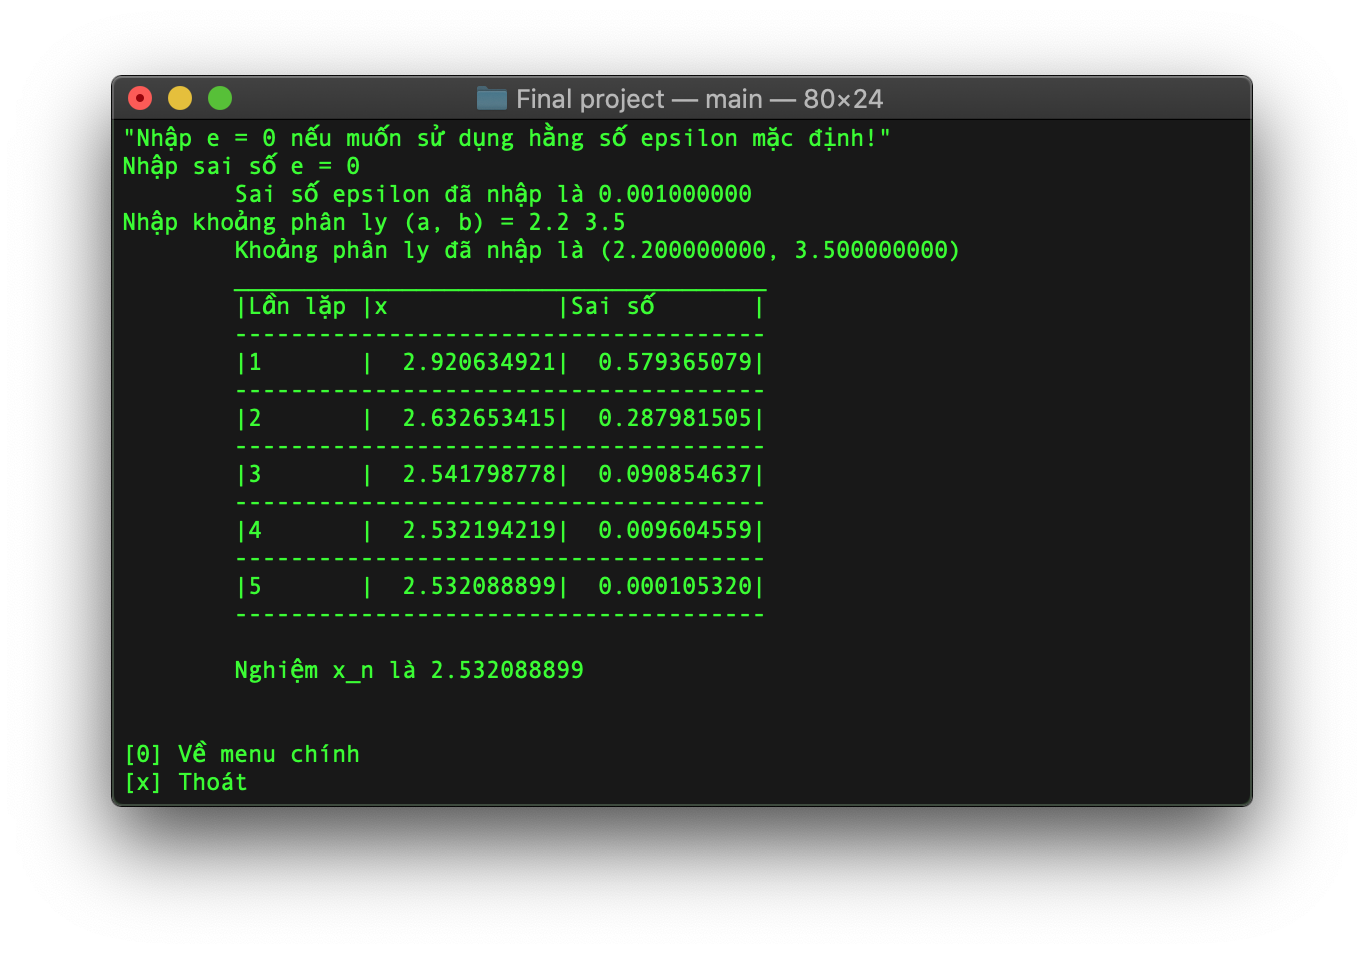 Final project — main — 80×24
"Nhập e = 0 nếu muốn sử dụng hằng số epsilon mặc định!"
Nhập sai số e = 0
Sai số epsilon đã nhập là 0.001000000
Nhập khoảng phân ly (a, b) = 2.2 3.5
Khoảng phân ly đã nhập là (2.200000000, 3.500000000)
______________________________________
|Lần lặp |x            |Sai số       |
--------------------------------------
|1       |  2.920634921|  0.579365079|
--------------------------------------
|2       |  2.632653415|  0.287981505|
--------------------------------------
|3       |  2.541798778|  0.090854637|
--------------------------------------
|4       |  2.532194219|  0.009604559|
--------------------------------------
|5       |  2.532088899|  0.000105320|
--------------------------------------
Nghiệm x_n là 2.532088899
[0] Về menu chính
[x] Thoát